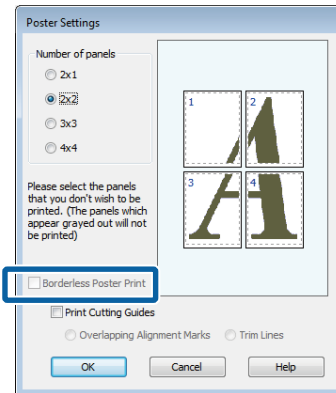 Poster Settings
Number of panels
2x1
2x2
3x3
4x4
1 2
3 4
Please select the panels
that you don't wish to be
printed. (The panels which
appear grayed out will not
be printed)
Borderless Poster Print
Print Cutting Guides
Overlapping Alignment Marks Trim Lines
OK Cancel Help